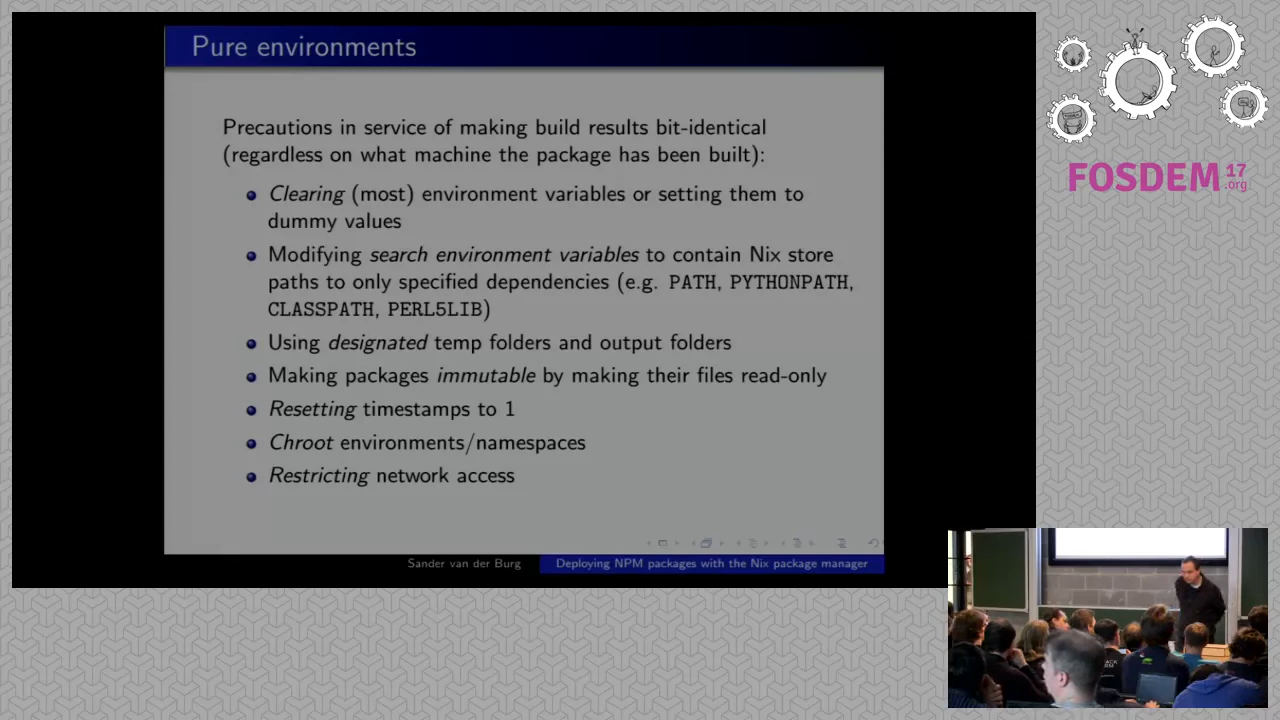 Pure environments
Precautions in service of making build results bit-identical
(regardless on what machine the package has been built):
Clearing (most) environment variables or setting them to
dummy values
Modifying search environment variables to contain Nix store
paths to only specified dependencies (e.g. PATH, PYTHONPATH,
CLASSPATH, PERL5LIB)
Using designated temp folders and output folders
Making packages immutable by making their files read-only
Resetting timestamps to 1
Chroot environments/namespaces
Restricting network access
Sander van der Burg
Deploying NPM packages with the Nix package manager
FOSDEM 17
.org